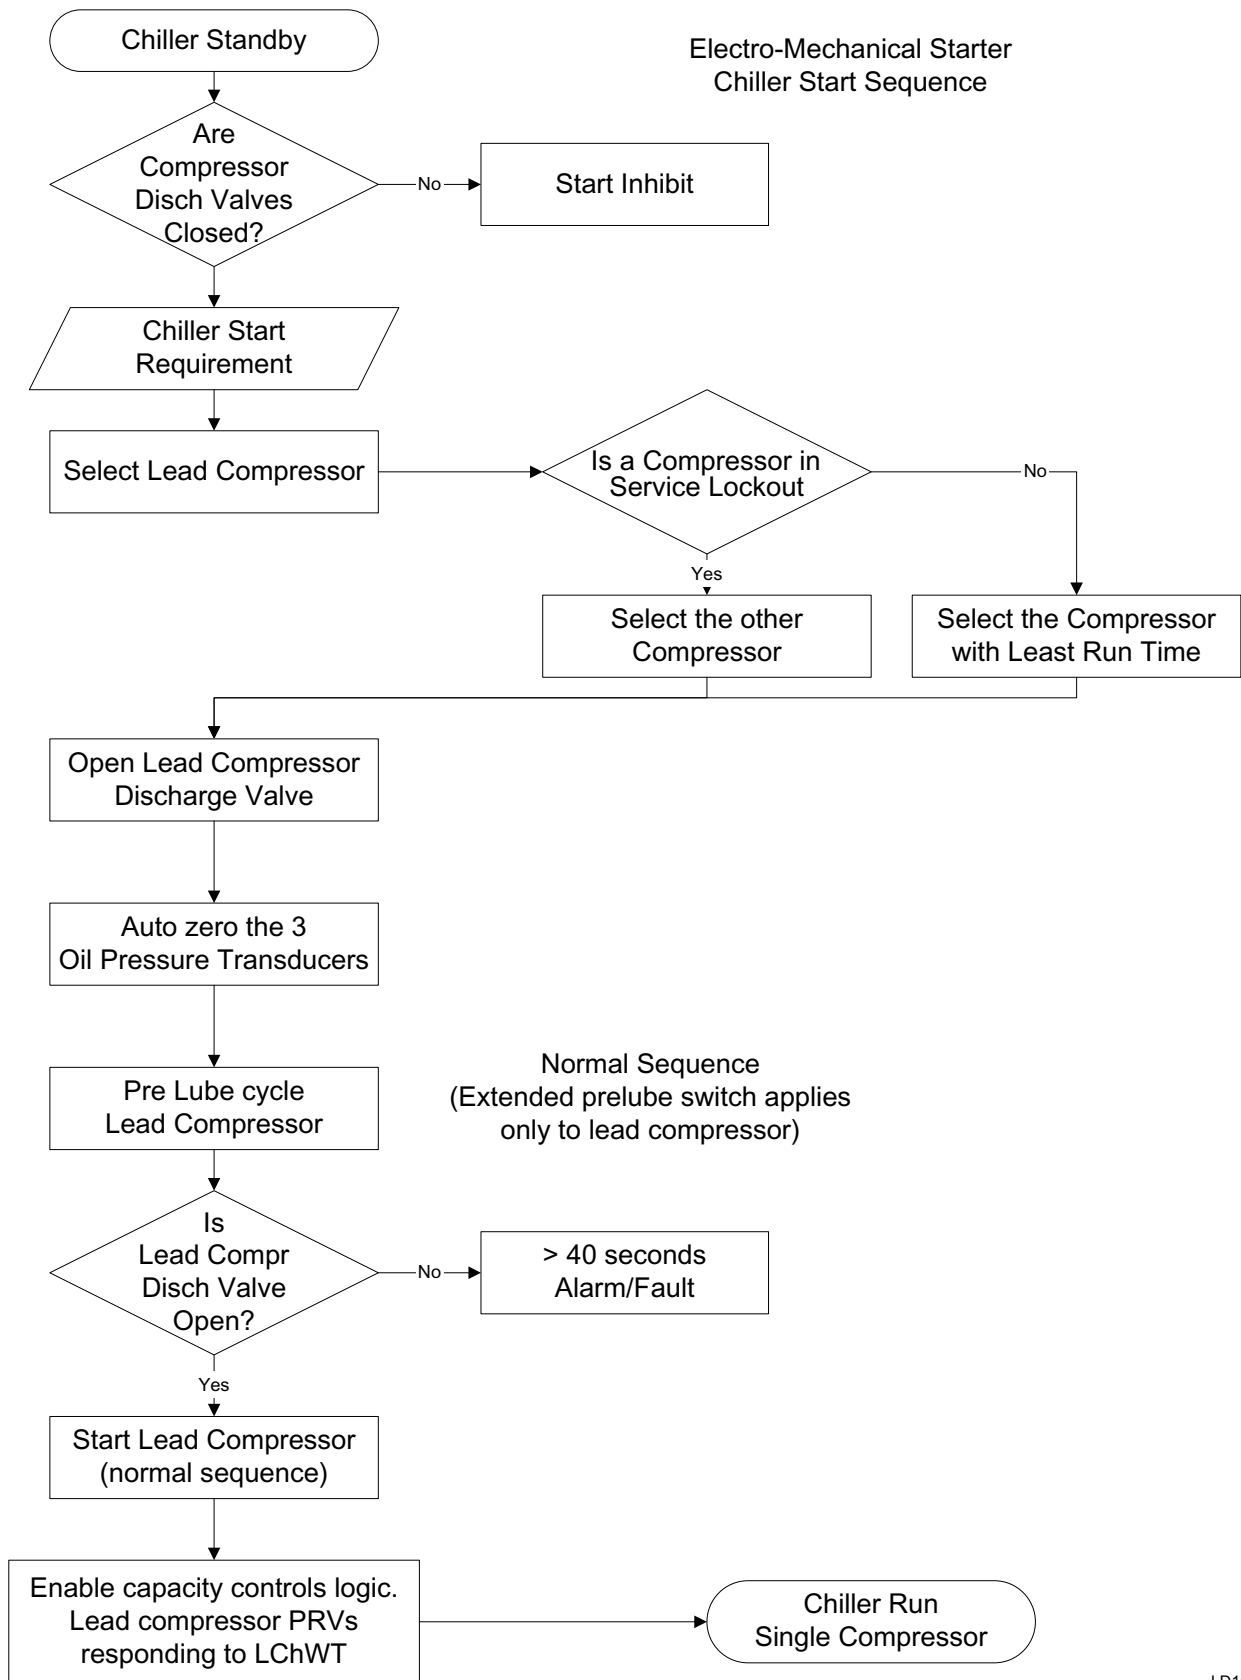 Chiller Standby
Electro-Mechanical Starter
Chiller Start Sequence
Are
Compressor
Disch Valves
Closed?
No
Start Inhibit
Chiller Start
Requirement
Select Lead Compressor
Is a Compressor in
Service Lockout
No
Yes
Select the other
Compressor
Select the Compressor
with Least Run Time
Open Lead Compressor
Discharge Valve
Auto zero the 3
Oil Pressure Transducers
Pre Lube cycle
Lead Compressor
Normal Sequence
(Extended prelube switch applies
only to lead compressor)
Is
Lead Compr
Disch Valve
Open?
No
> 40 seconds
Alarm/Fault
Yes
Start Lead Compressor
(normal sequence)
Enable capacity controls logic.
Lead compressor PRVs
responding to LChWT
Chiller Run
Single Compressor